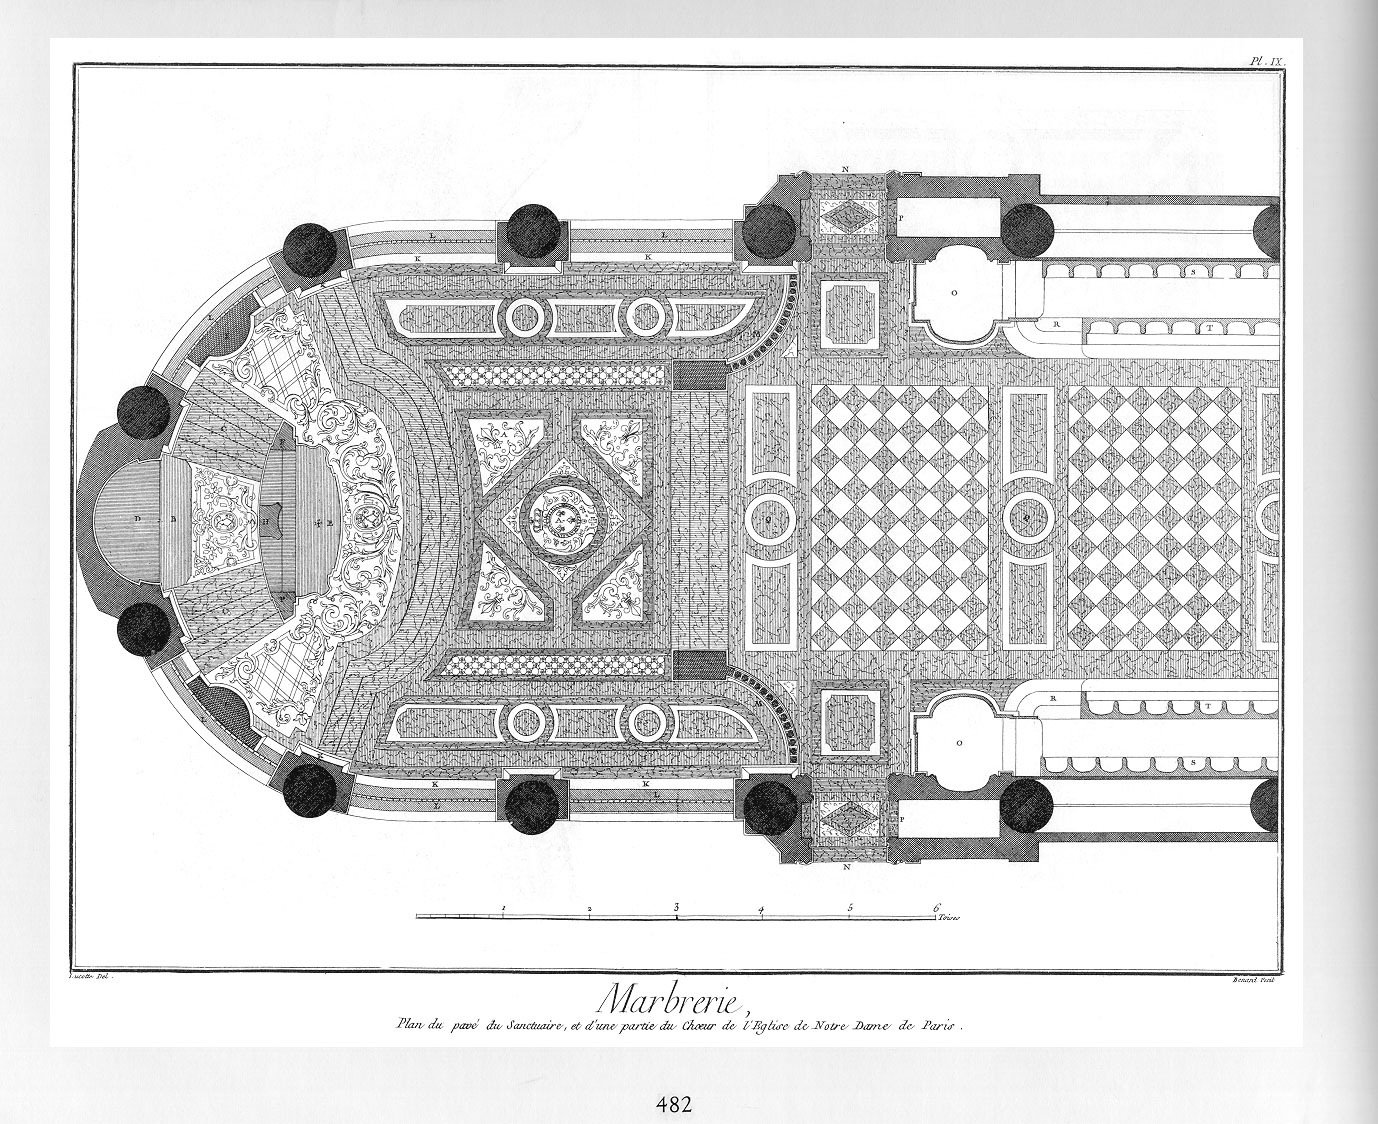 Pl. IX.
N
P
L
L
K
K
L
S
O
R
T
M
A
E
D
B
H
E
Q
Q
A
F
C
R
O
T
S
K
K
L
L
P
N
1
2
3
4
5
6
Toises
Lucotte Del.
Benard Fecit
Marbrerie,
Plan du pavé du Sanctuaire, et d'une partie du Chœur de l'Eglise de Notre Dame de Paris.
482